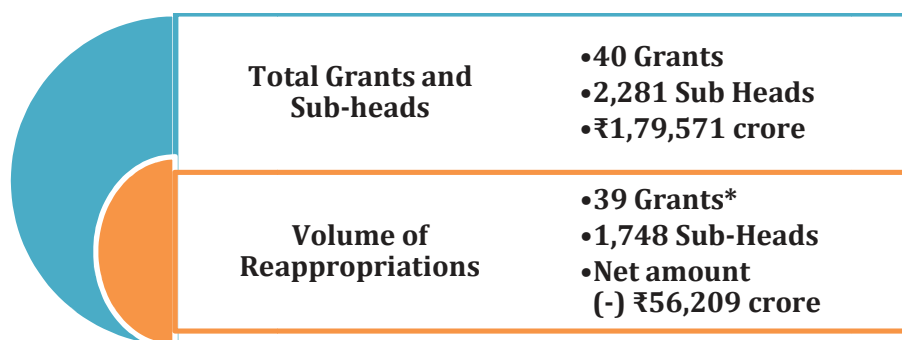 Total Grants and
Sub-heads
•40 Grants
•2,281 Sub Heads
•₹1,79,571 crore
Volume of
Reappropriations
•39 Grants*
•1,748 Sub-Heads
•Net amount
(-) ₹56,209 crore